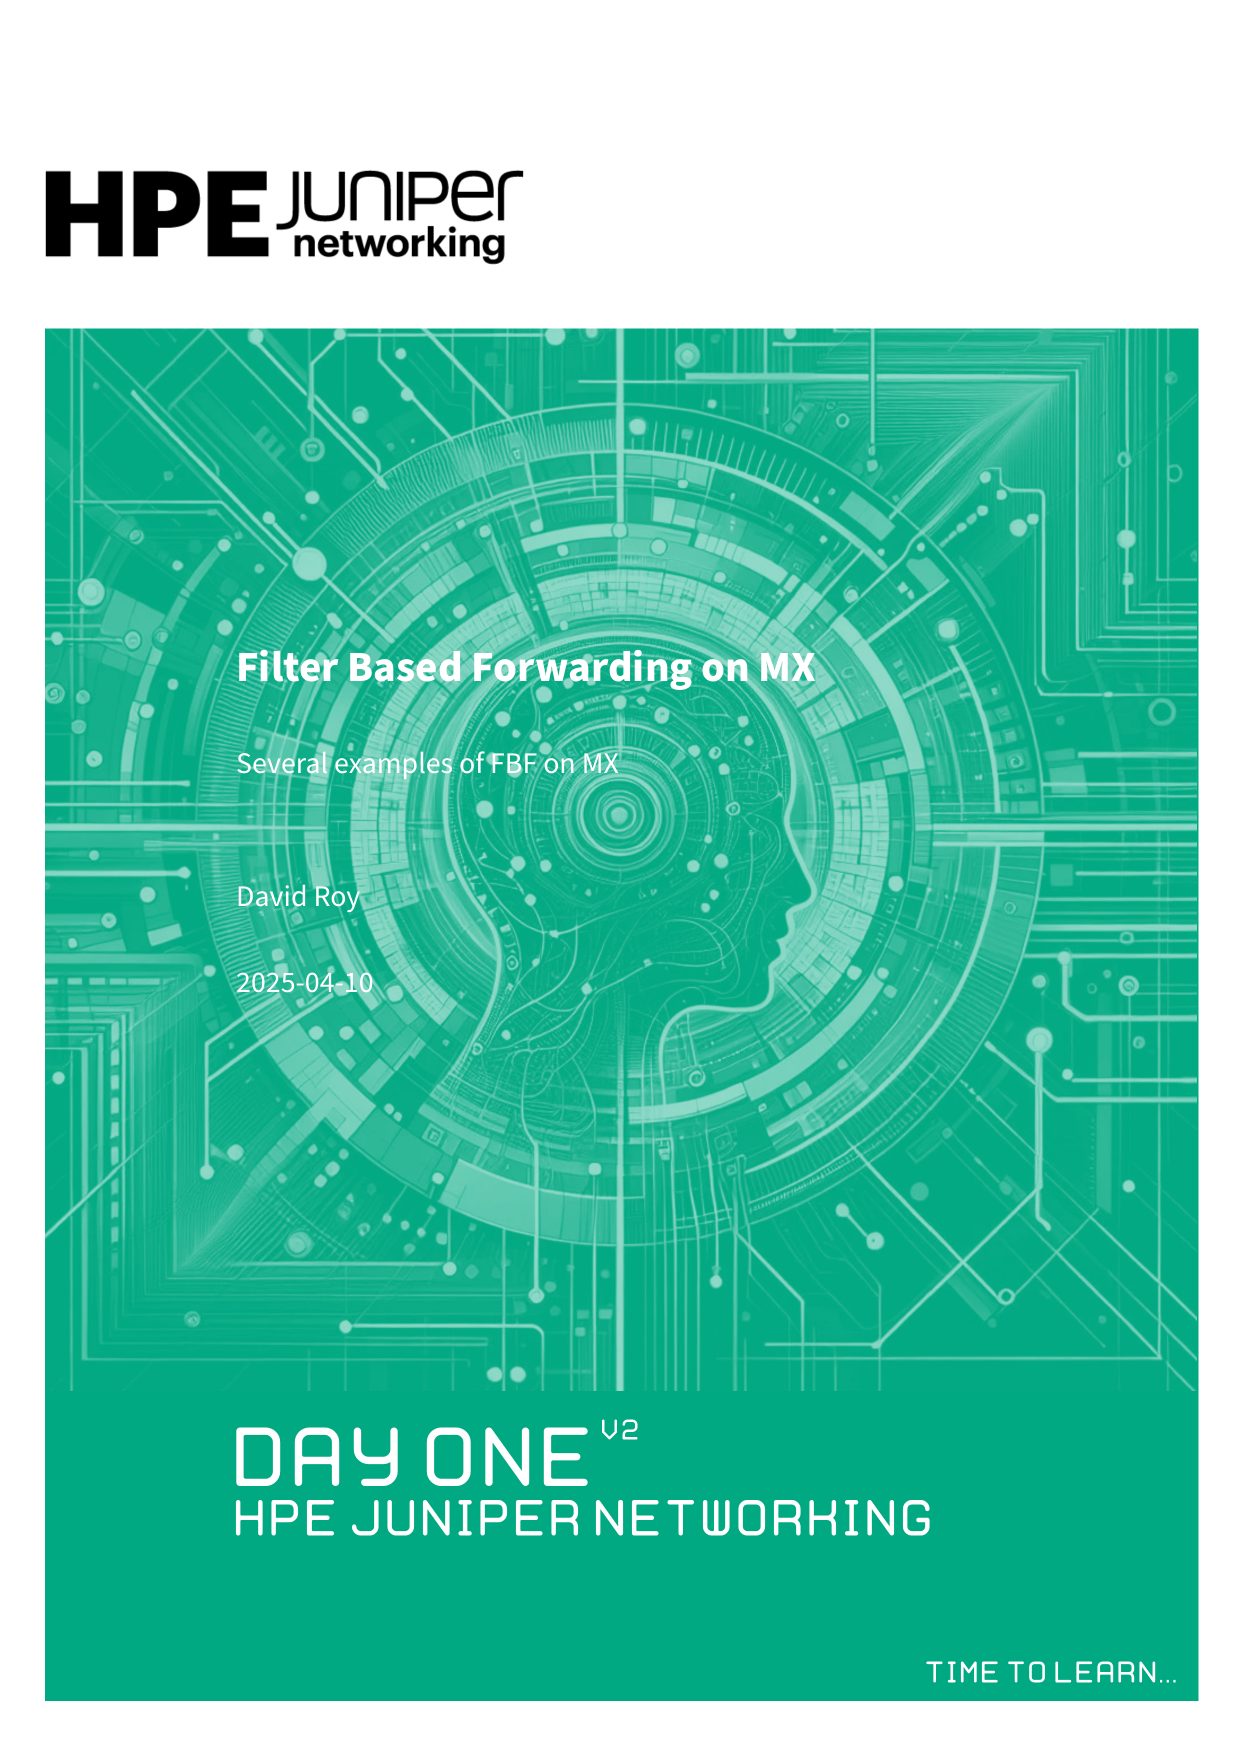 HPE juniper
networking
Filter Based Forwarding on MX
Several examples of FBF on MX
David Roy
2025-04-10
DAY ONE V2
HPE JUNIPER NETWORKING
TIME TO LEARN...